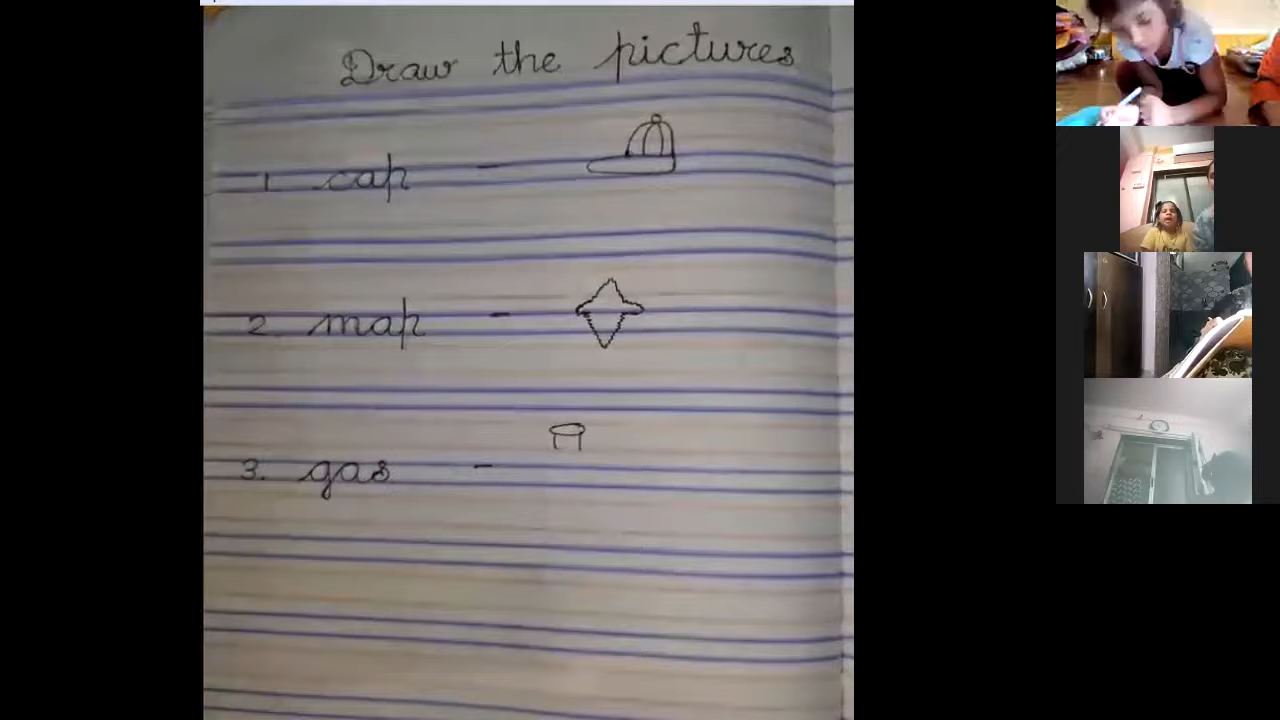 Draw the pictures
1. cap -
2. map -
3. gas -